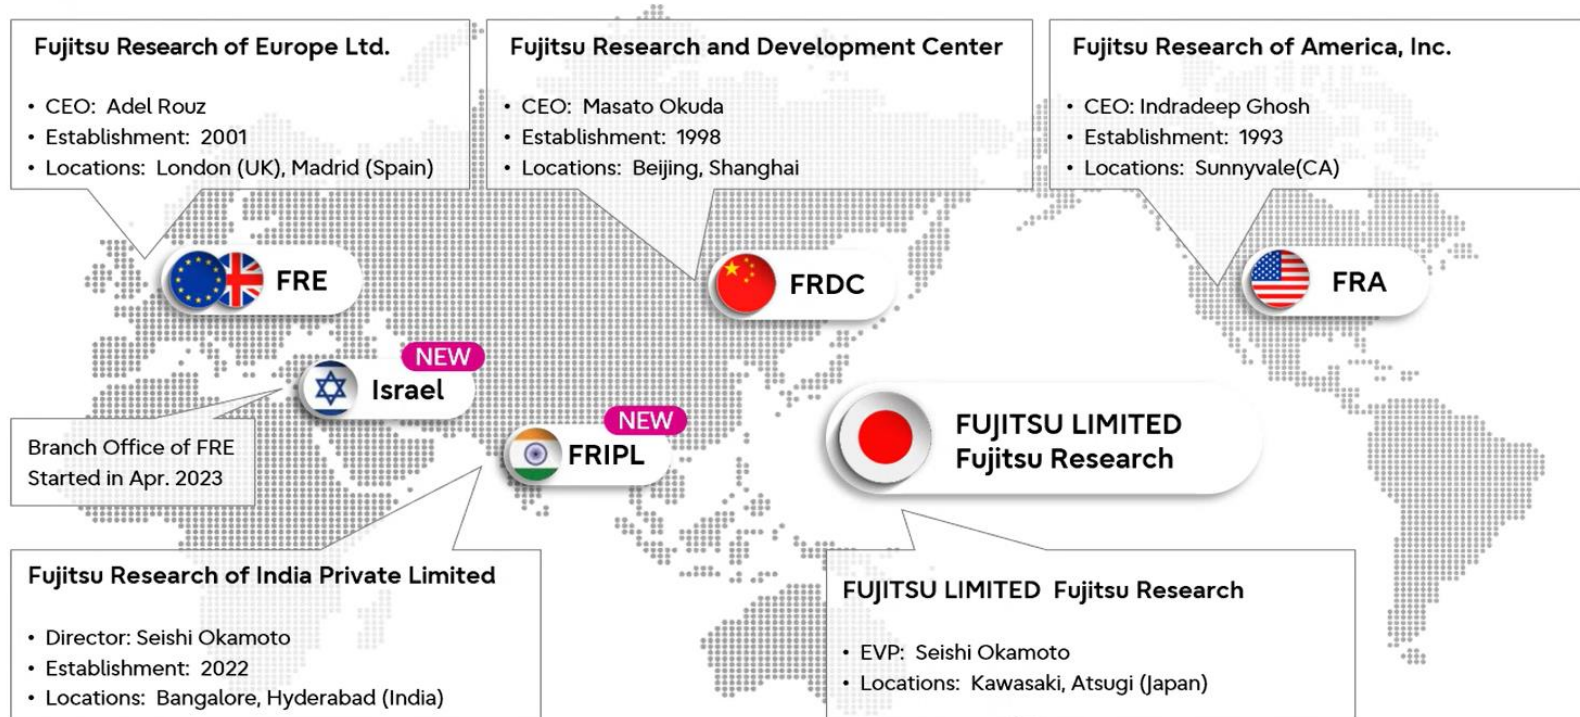 Fujitsu Research of Europe Ltd.
• CEO: Adel Rouz
• Establishment: 2001
• Locations: London (UK), Madrid (Spain)
Fujitsu Research and Development Center
• CEO: Masato Okuda
• Establishment: 1998
• Locations: Beijing, Shanghai
Fujitsu Research of America, Inc.
• CEO: Indradeep Ghosh
• Establishment: 1993
• Locations: Sunnyvale(CA)
FRE
FRDC
FRA
NEW
Israel
Branch Office of FRE
Started in Apr. 2023
NEW
FRIPL
FUJITSU LIMITED
Fujitsu Research
Fujitsu Research of India Private Limited
• Director: Seishi Okamoto
• Establishment: 2022
• Locations: Bangalore, Hyderabad (India)
FUJITSU LIMITED Fujitsu Research
• EVP: Seishi Okamoto
• Locations: Kawasaki, Atsugi (Japan)